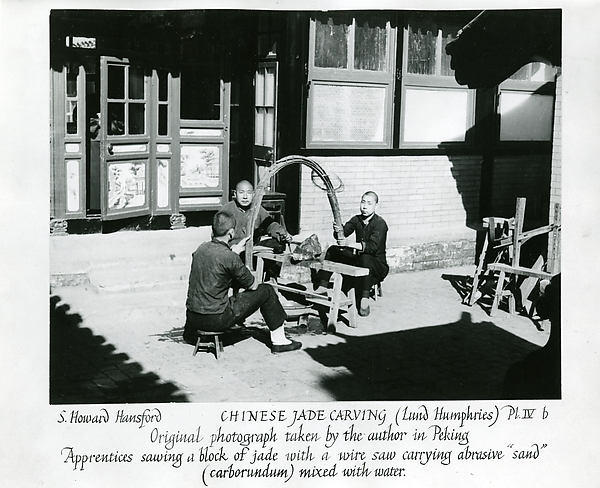 S. Howard Hansford CHINESE JADE CARVING (Lund Humphries) Pl. IV b
Original photograph taken by the author in Peking
Apprentices sawing a block of jade with a wire saw carrying abrasive "sand"
(carborundum) mixed with water.